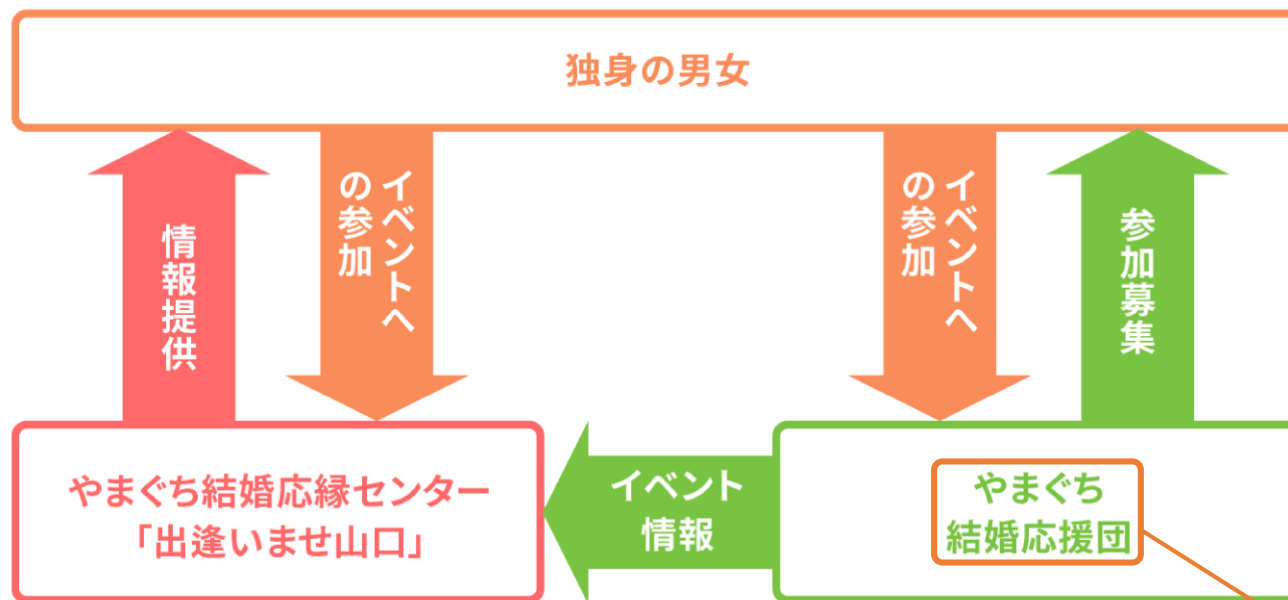 独身の男女
情報提供
イベントへ
の参加
イベントへ
の参加
参加募集
やまぐち結婚応縁センター
「出逢いませ山口」
イベント
情報
やまぐち
結婚応援団